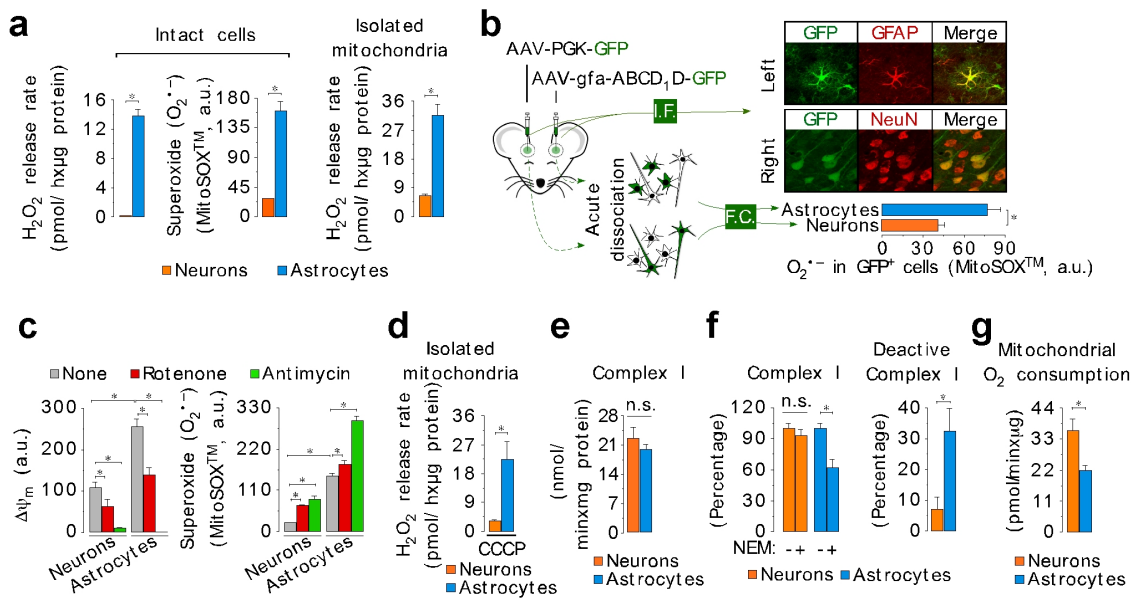 a
Intact cells
Isolated
mitochondria
H2O2 release rate
(pmol/ hxµg protein)
16
12
8
4
0
*
Superoxide (O2•−)
(MitoSOX™, a.u.)
180
135
90
45
0
*
H2O2 release rate
(pmol/ hxµg protein)
36
27
18
9
0
*
Neurons
Astrocytes
b
AAV-PGK-GFP
AAV-gfa-ABCD1D-GFP
I.F.
Acute
dissociation
F.C.
Left
GFP
GFAP
Merge
Right
GFP
NeuN
Merge
Astrocytes
Neurons
*
0 30 60 90
O2•− in GFP+ cells (MitoSOX™, a.u.)
c
None
Rotenone
Antimycin
Δψm (a.u.)
300
200
100
0
* * * * *
Neurons
Astrocytes
Superoxide (O2•−)
(MitoSOX™, a.u.)
330
220
110
0
* * * * *
Neurons
Astrocytes
d
Isolated
mitochondria
H2O2 release rate
(pmol/ hxµg protein)
36
27
18
9
0
*
CCCP
Neurons
Astrocytes
e
Complex I
(nmol/
minxmg protein)
28
21
14
7
0
n.s.
Neurons
Astrocytes
f
Complex I
(Percentage)
120
90
60
30
0
n.s.
*
NEM: - + - +
Deactive
Complex I
(Percentage)
40
30
20
10
0
*
Neurons
Astrocytes
g
Mitochondrial
O2 consumption
(pmol/minxµg)
44
33
22
11
0
*
Neurons
Astrocytes